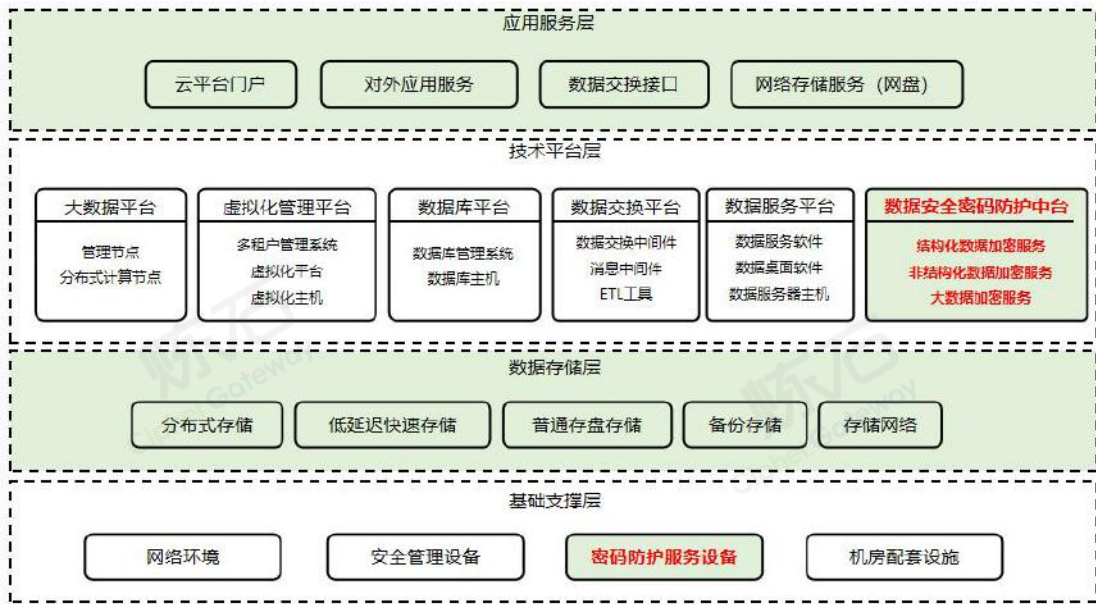 应用服务层
云平台门户
对外应用服务
数据交换接口
网络存储服务（网盘）
技术平台层
大数据平台
管理节点
分布式计算节点
虚拟化管理平台
多租户管理系统
虚拟化平台
虚拟化主机
数据库平台
数据库管理系统
数据库主机
数据交换平台
数据交换中间件
消息中间件
ETL工具
数据服务平台
数据服务软件
数据桌面软件
数据服务器主机
数据安全密码防护中台
结构化数据加密服务
非结构化数据加密服务
大数据加密服务
数据存储层
分布式存储
低延迟快速存储
普通存盘存储
备份存储
存储网络
基础支撑层
网络环境
安全管理设备
密码防护服务设备
机房配套设施
炼石
CipherGateway
炼石
CipherGateway